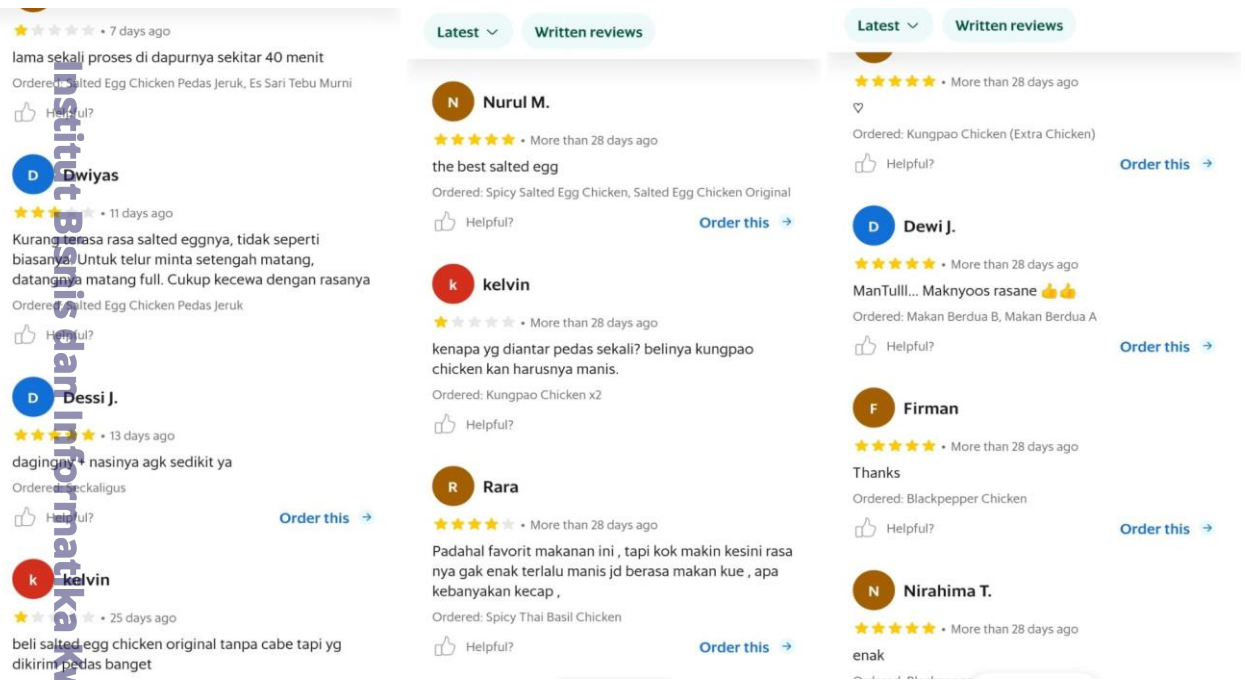 7 days ago
lama sekali proses di dapurnya sekitar 40 menit
Ordered: Salted Egg Chicken Pedas Jeruk, Es Sari Tebu Murni
Helpful?
D
Dwiyas
11 days ago
Kurang terasa rasa salted eggnya, tidak seperti
biasanya. Untuk telur minta setengah matang,
datangnya matang full. Cukup kecewa dengan rasanya
Ordered: Salted Egg Chicken Pedas Jeruk
Helpful?
D
Dessi J.
13 days ago
dagingny + nasinya agk sedikit ya
Ordered: Seckaligus
Helpful?
Order this →
k
kelvin
25 days ago
beli salted egg chicken original tanpa cabe tapi yg
dikirim pedas banget
Institut Bisnis dan Informatika
Latest
Written reviews
N
Nurul M.
• More than 28 days ago
the best salted egg
Ordered: Spicy Salted Egg Chicken, Salted Egg Chicken Original
Helpful?
Order this →
k
kelvin
• More than 28 days ago
kenapa yg diantar pedas sekali? belinya kungpao
chicken kan harusnya manis.
Ordered: Kungpao Chicken x2
Helpful?
R
Rara
• More than 28 days ago
Padahal favorit makanan ini , tapi kok makin kesini rasa
nya gak enak terlalu manis jd berasa makan kue , apa
kebanyakan kecap ,
Ordered: Spicy Thai Basil Chicken
Helpful?
Order this →
Latest
Written reviews
• More than 28 days ago
♡
Ordered: Kungpao Chicken (Extra Chicken)
Helpful?
Order this →
D
Dewi J.
• More than 28 days ago
ManTulll... Maknyoos rasane 👍👍
Ordered: Makan Berdua B, Makan Berdua A
Helpful?
Order this →
F
Firman
• More than 28 days ago
Thanks
Ordered: Blackpepper Chicken
Helpful?
Order this →
N
Nirahima T.
• More than 28 days ago
enak